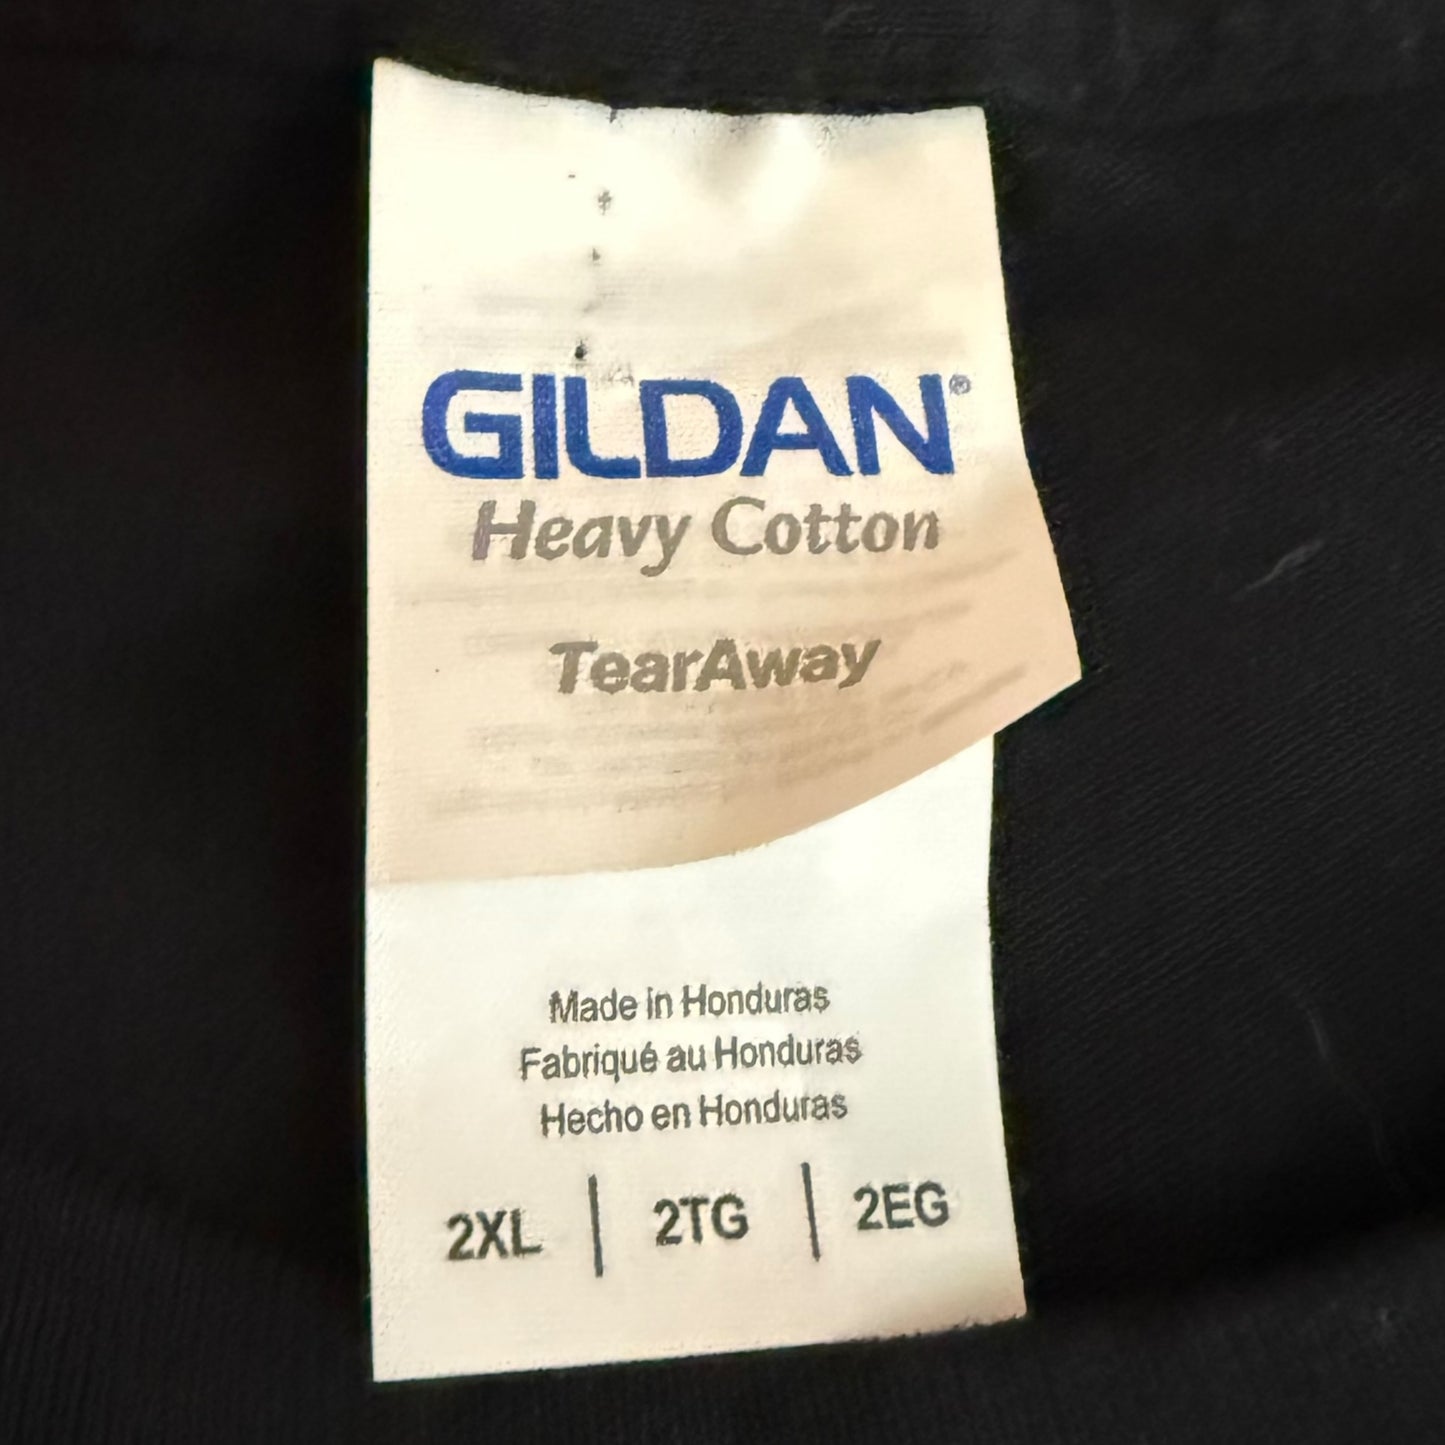 GILDAN®
Heavy Cotton
TearAway
Made in Honduras
Fabriqué au Honduras
Hecho en Honduras
2XL | 2TG | 2EG